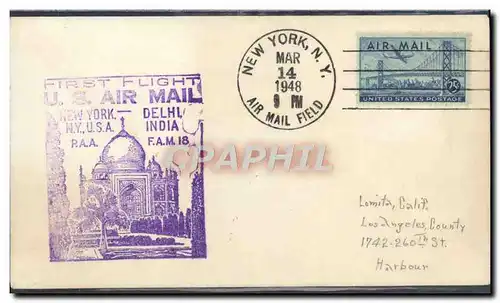 FIRST FLIGHT
U. S. AIR MAIL
NEW YORK. DELHI
N.Y., U.S.A. INDIA
P.A.A. F.A.M. 18
NEW YORK, N.Y.
MAR
14
1948
9 PM
AIR MAIL FIELD
AIR MAIL
UNITED STATES POSTAGE
CPRAPHIL
Lomita, Calif.
Los Angeles, County
1742-260th St.
Harbour